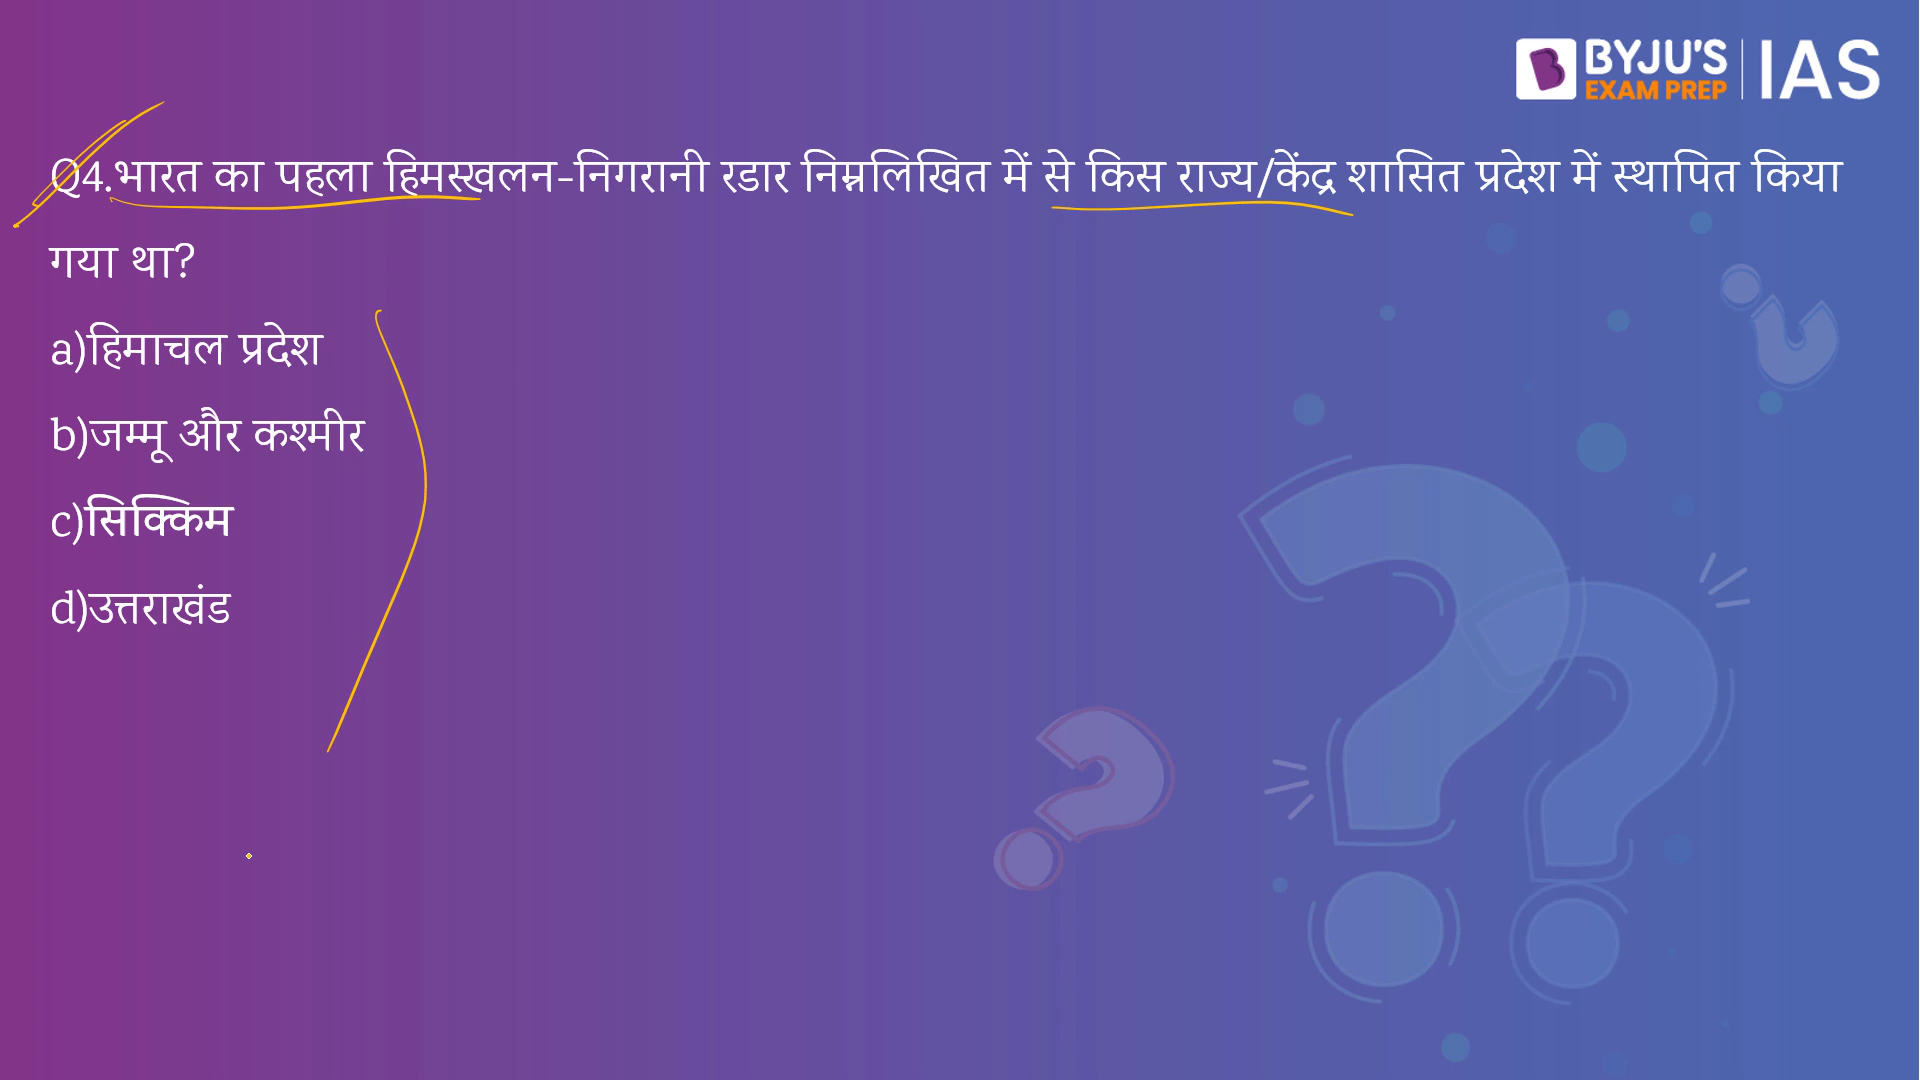 BYJU'S
EXAM PREP
IAS
Q4.भारत का पहला हिमस्खलन-निगरानी रडार निम्नलिखित में से किस राज्य/केंद्र शासित प्रदेश में स्थापित किया
गया था?
a)हिमाचल प्रदेश
b)जम्मू और कश्मीर
c)सिक्किम
d)उत्तराखंड